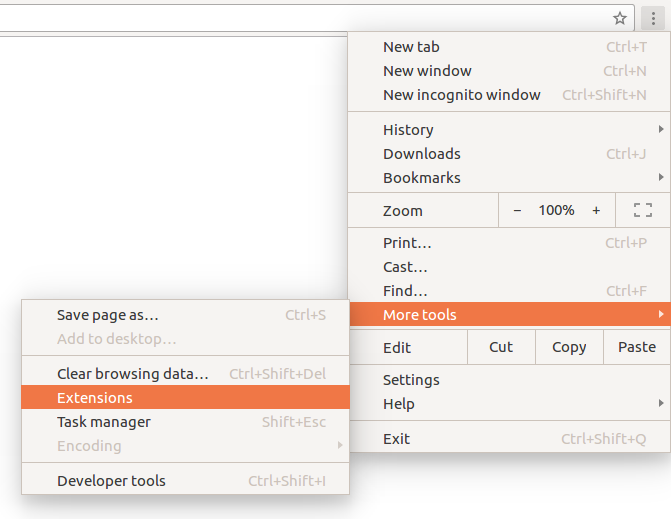 New tab Ctrl+T
New window Ctrl+N
New incognito window Ctrl+Shift+N
History
Downloads Ctrl+J
Bookmarks
Zoom − 100% +
Print... Ctrl+P
Cast...
Find... Ctrl+F
More tools
Edit Cut Copy Paste
Settings
Help
Exit Ctrl+Shift+Q
Save page as... Ctrl+S
Add to desktop...
Clear browsing data... Ctrl+Shift+Del
Extensions
Task manager Shift+Esc
Encoding
Developer tools Ctrl+Shift+I